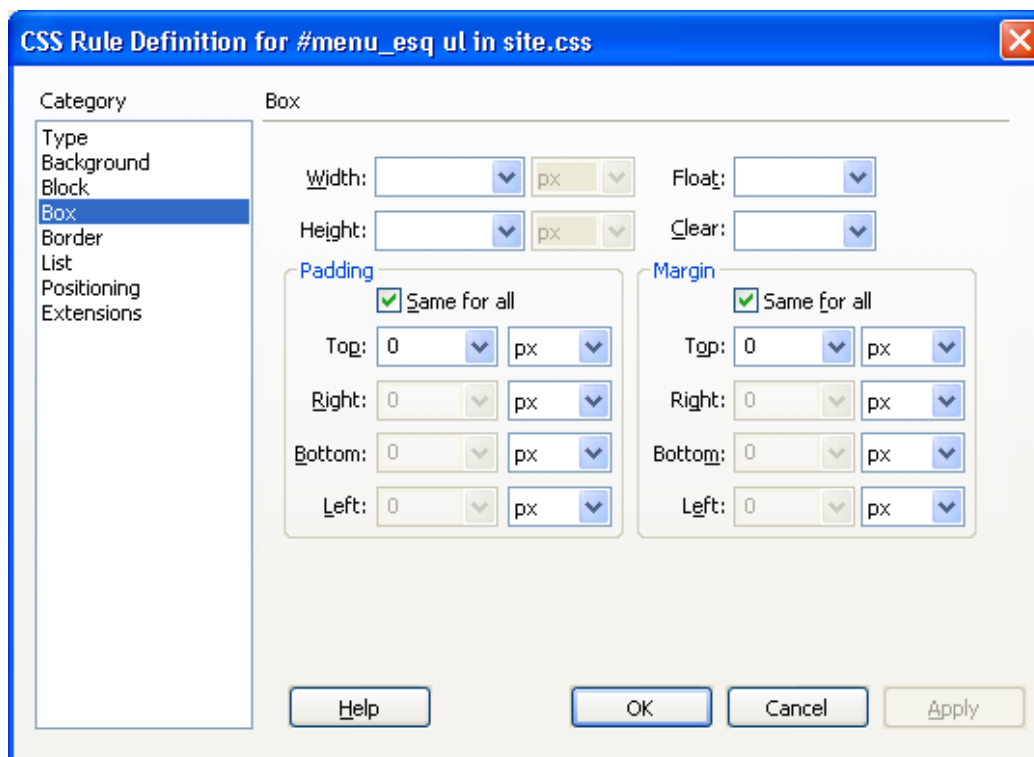 CSS Rule Definition for #menu_esq ul in site.css
Category
Type
Background
Block
Box
Border
List
Positioning
Extensions
Box
Width: px Float:
Height: px Clear:
Padding
Same for all
Top: 0 px
Right: 0 px
Bottom: 0 px
Left: 0 px
Margin
Same for all
Top: 0 px
Right: 0 px
Bottom: 0 px
Left: 0 px
Help OK Cancel Apply